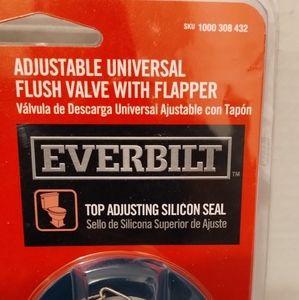 SKU 1000 308 432
ADJUSTABLE UNIVERSAL
FLUSH VALVE WITH FLAPPER
Válvula de Descarga Universal Ajustable con Tapón
EVERBILT™
TOP ADJUSTING SILICON SEAL
Sello de Silicona Superior de Ajuste